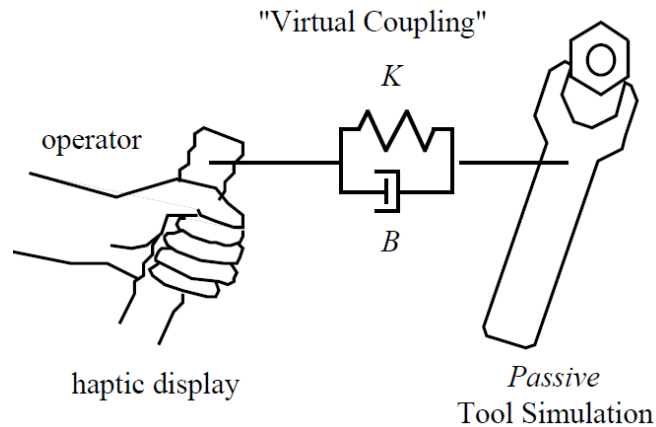 "Virtual Coupling"
K
operator
B
haptic display
Passive
Tool Simulation